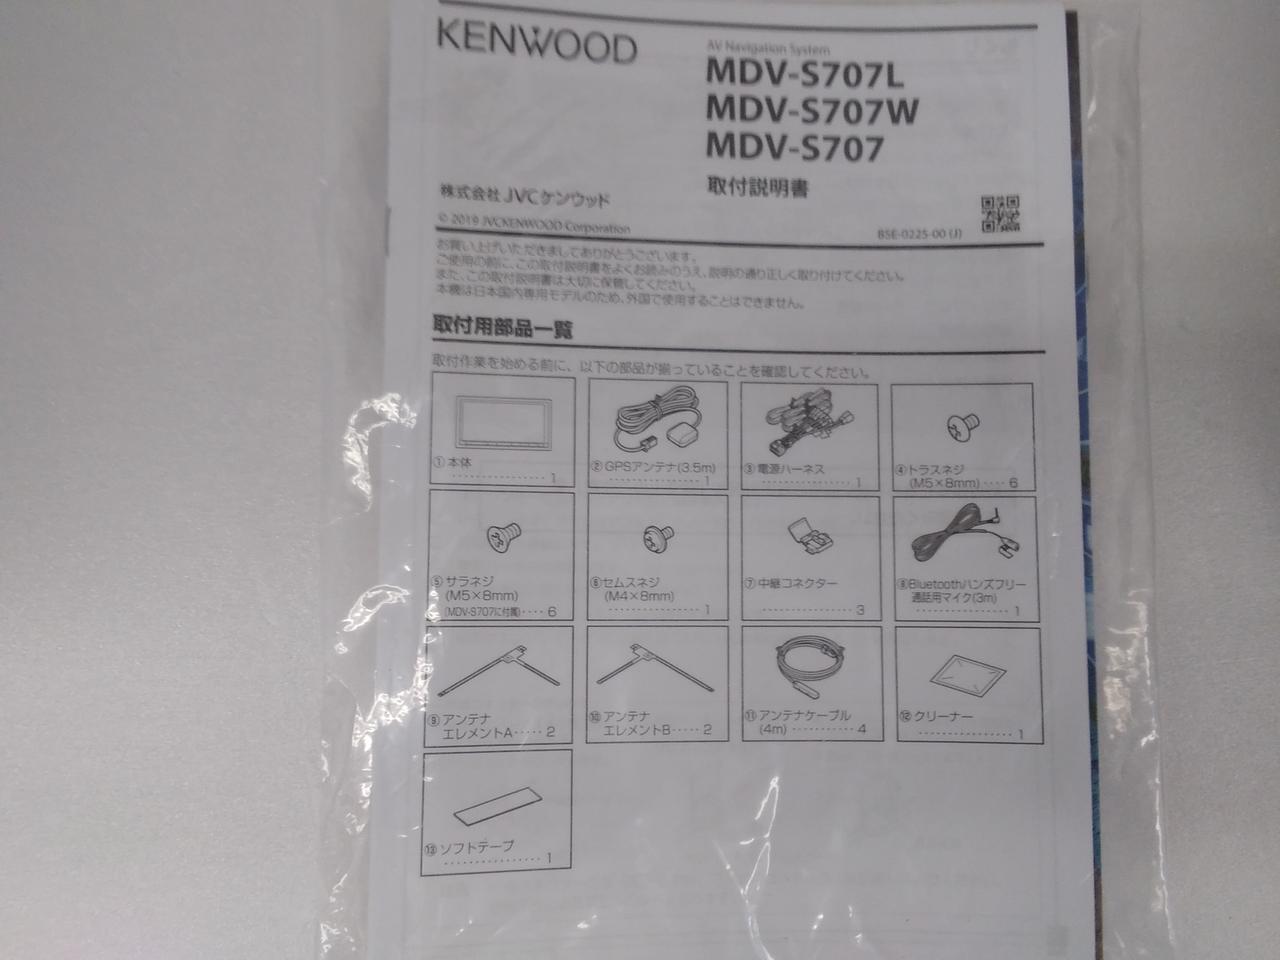 KENWOOD
AV Navigation System
MDV-S707L
MDV-S707W
MDV-S707
取付説明書
株式会社 JVCケンウッド
© 2019 JVCKENWOOD Corporation
B5E-0225-00 (J)
お買い上げいただきましてありがとうございます。
ご使用の前に、この取付説明書をよくお読みのうえ、説明の通り正しく取り付けてください。
また、この取付説明書は大切に保管してください。
本機は日本国内専用モデルのため、外国で使用することはできません。
取付用部品一覧
取付作業を始める前に、以下の部品が揃っていることを確認してください。
① 本体
················ 1
② GPSアンテナ(3.5m)
················ 1
③ 電源ハーネス
················ 1
④ トラスネジ
(M5×8mm)···· 6
⑤ サラネジ
(M5×8mm)
(MDV-S707に付属)···· 6
⑥ セムスネジ
(M4×8mm)
················ 1
⑦ 中継コネクター
················ 3
⑧ Bluetoothハンズフリー
通話用マイク(3m)
················ 1
⑨ アンテナ
エレメントA····· 2
⑩ アンテナ
エレメントB····· 2
⑪ アンテナケーブル
(4m)··········· 4
⑫ クリーナー
················ 1
⑬ ソフトテープ
················ 1